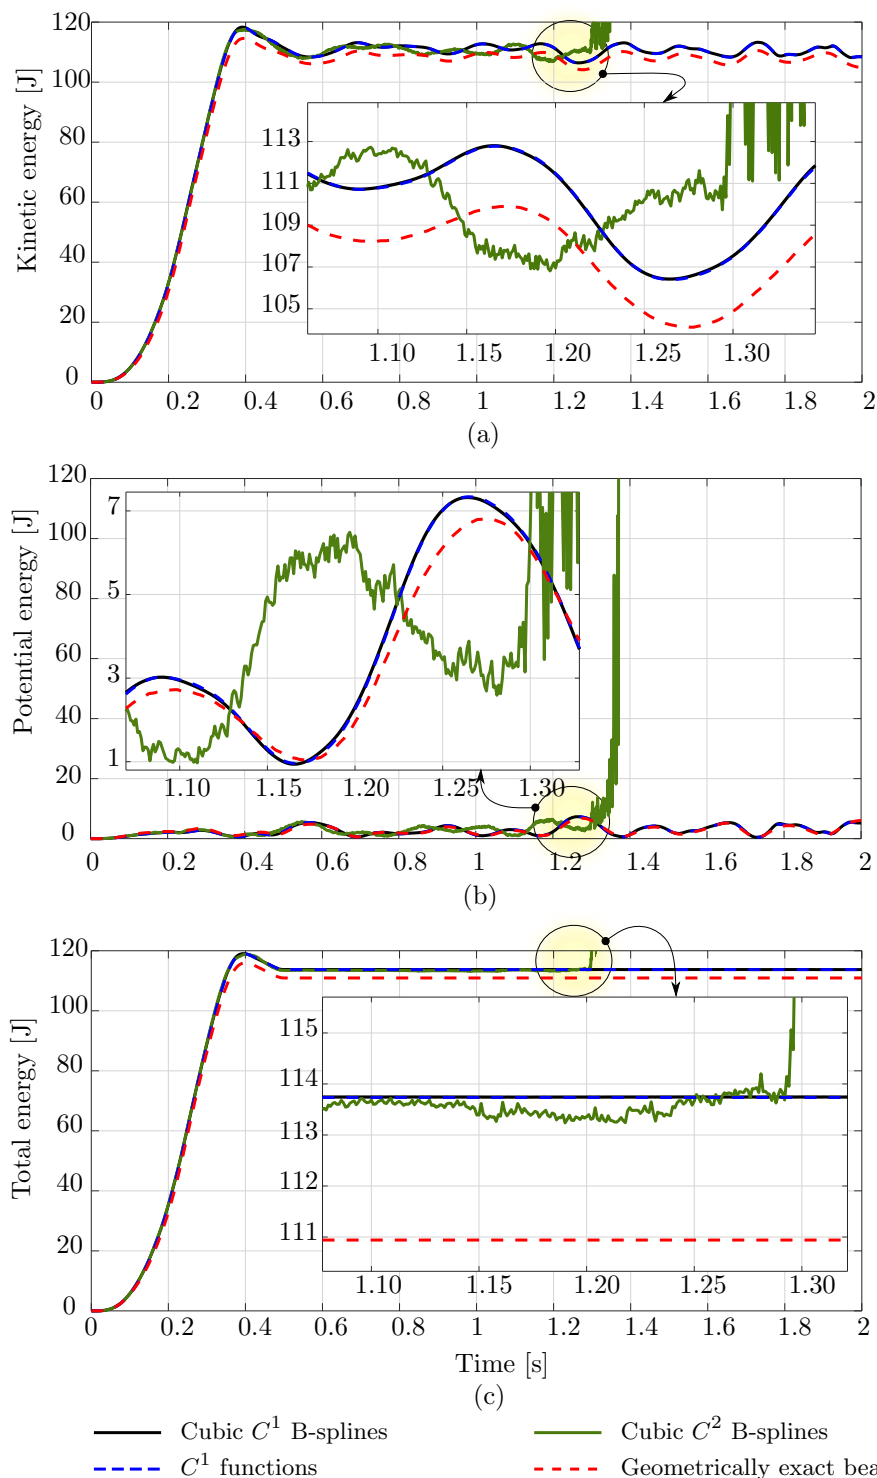 120
100
80
60
40
20
0
Kinetic energy [J]
113
111
109
107
105
1.10 1.15 1.20 1.25 1.30
0 0.2 0.4 0.6 0.8 1 1.2 1.4 1.6 1.8 2
(a)
120
100
80
60
40
20
0
Potential energy [J]
7
5
3
1
1.10 1.15 1.20 1.25 1.30
0 0.2 0.4 0.6 0.8 1 1.2 1.4 1.6 1.8 2
(b)
120
100
80
60
40
20
0
Total energy [J]
115
114
113
112
111
1.10 1.15 1.20 1.25 1.30
0 0.2 0.4 0.6 0.8 1 1.2 1.4 1.6 1.8 2
Time [s]
(c)
Cubic C¹ B-splines Cubic C² B-splines
C¹ functions Geometrically exact bea